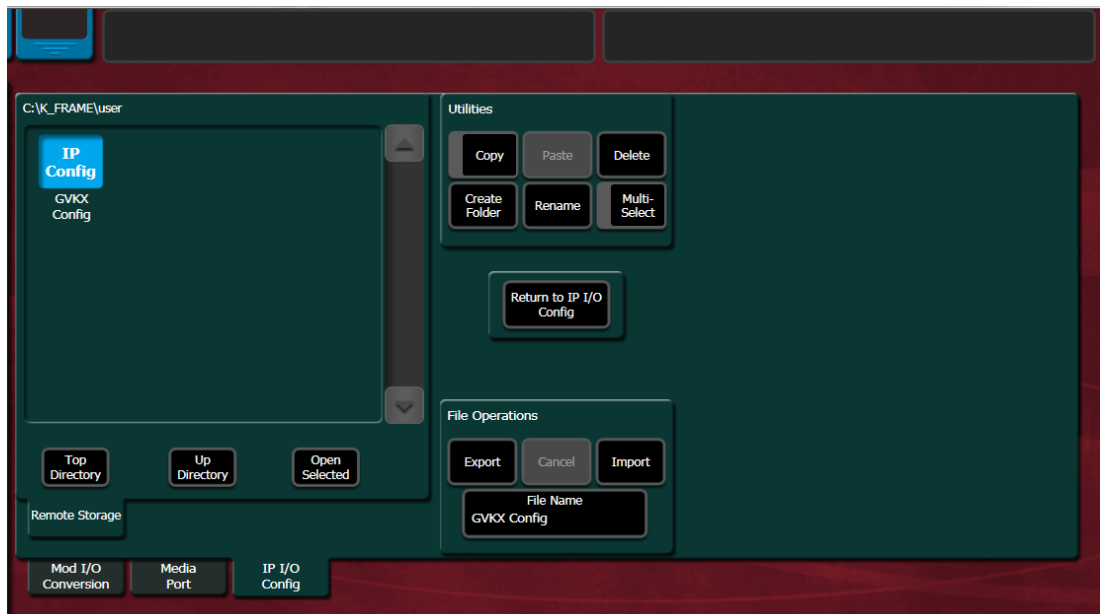 C:\K_FRAME\user
IP
Config
GVKX
Config
Top
Directory
Up
Directory
Open
Selected
Remote Storage
Utilities
Copy
Paste
Delete
Create
Folder
Rename
Multi-
Select
Return to IP I/O
Config
File Operations
Export
Cancel
Import
File Name
GVKX Config
Mod I/O
Conversion
Media
Port
IP I/O
Config